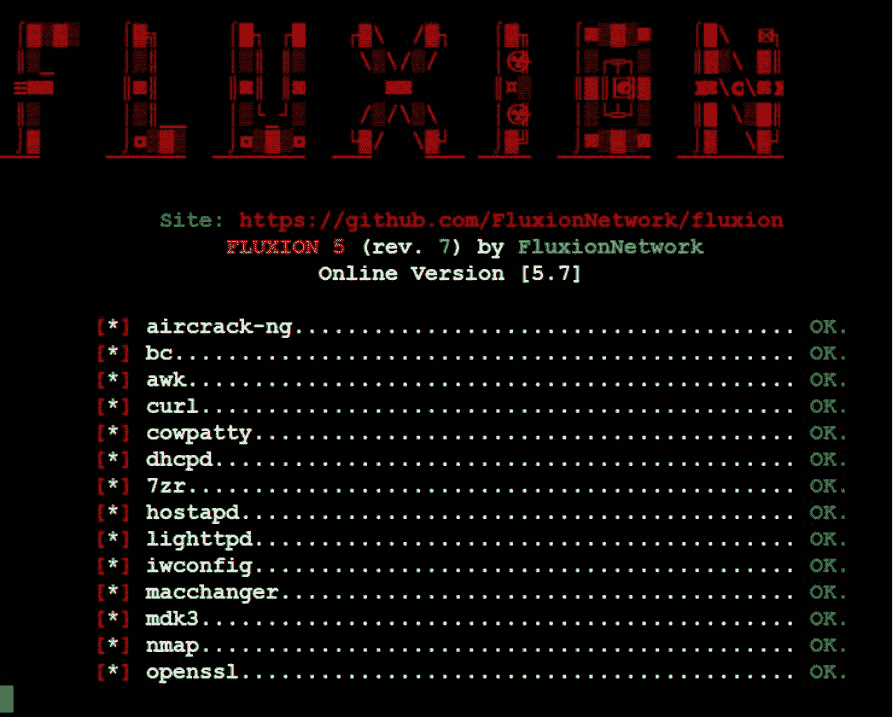 FLUXION
Site: https://github.com/FluxionNetwork/fluxion
FLUXION 5 (rev. 7) by FluxionNetwork
Online Version [5.7]
[*] aircrack-ng...................................... OK.
[*] bc............................................... OK.
[*] awk.............................................. OK.
[*] curl............................................. OK.
[*] cowpatty......................................... OK.
[*] dhcpd............................................ OK.
[*] 7zr.............................................. OK.
[*] hostapd.......................................... OK.
[*] lighttpd......................................... OK.
[*] iwconfig......................................... OK.
[*] macchanger....................................... OK.
[*] mdk3............................................. OK.
[*] nmap............................................. OK.
[*] openssl.......................................... OK.